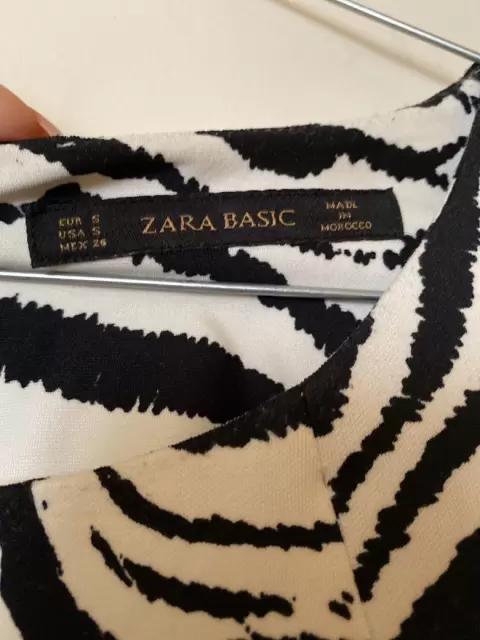 EUR S
USA S
MEX 26
ZARA BASIC
MADE
IN
MOROCCO